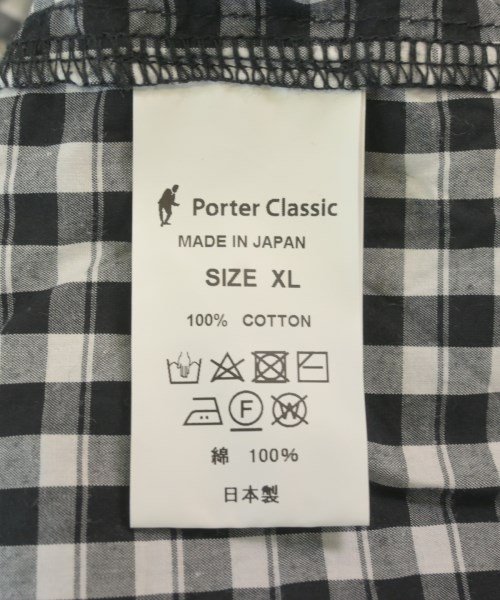 Porter Classic
MADE IN JAPAN
SIZE XL
100% COTTON
F W
綿 100%
日本製